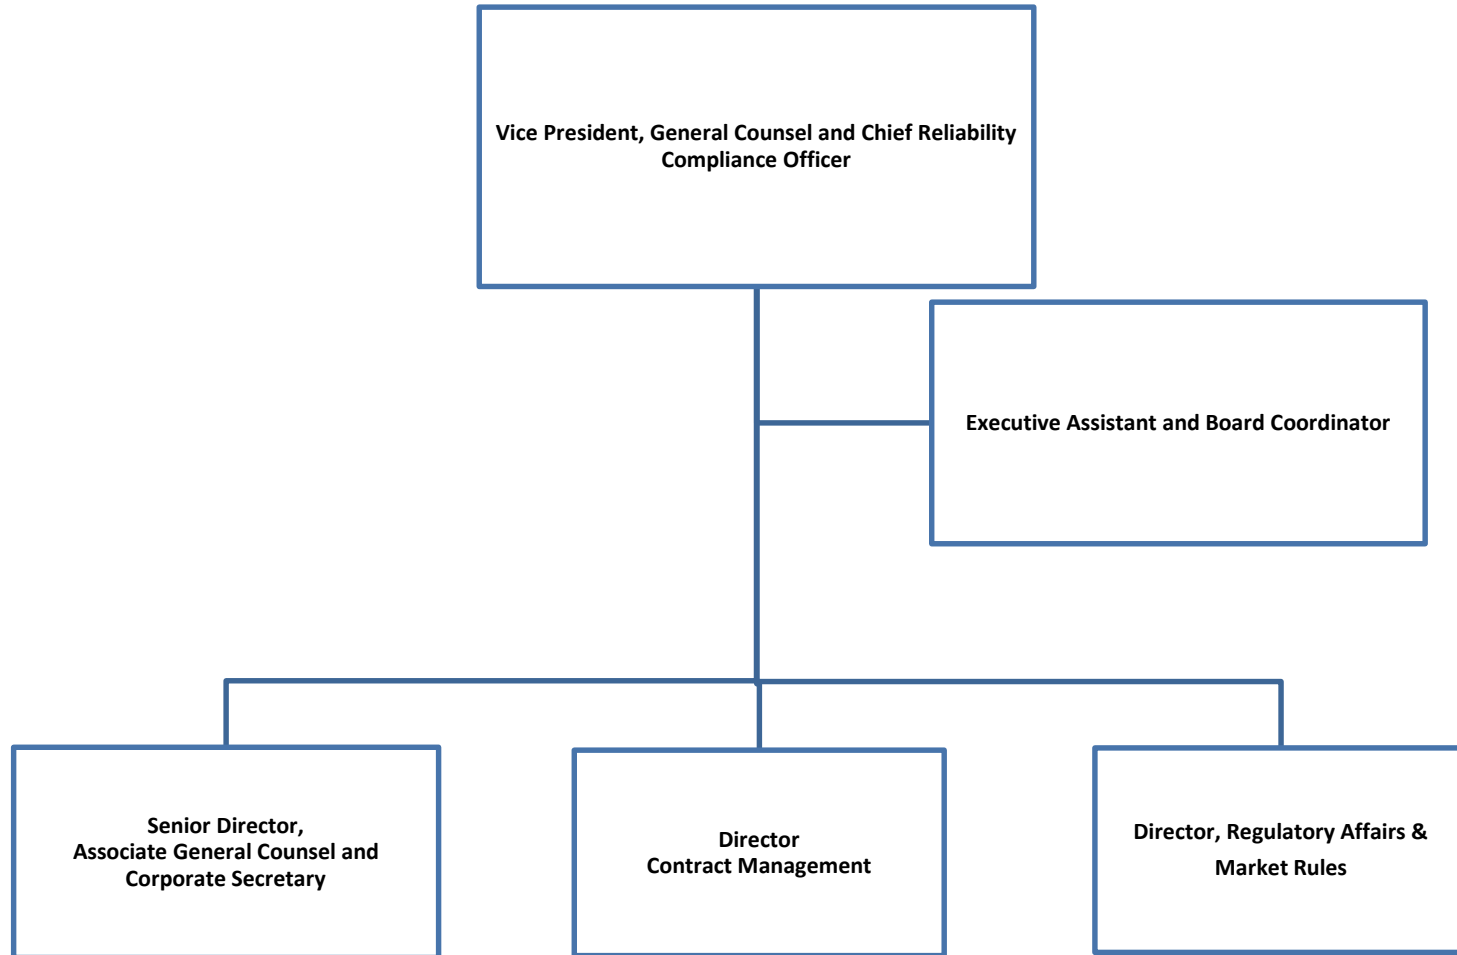 Vice President, General Counsel and Chief Reliability
Compliance Officer
Executive Assistant and Board Coordinator
Senior Director,
Associate General Counsel and
Corporate Secretary
Director
Contract Management
Director, Regulatory Affairs &
Market Rules